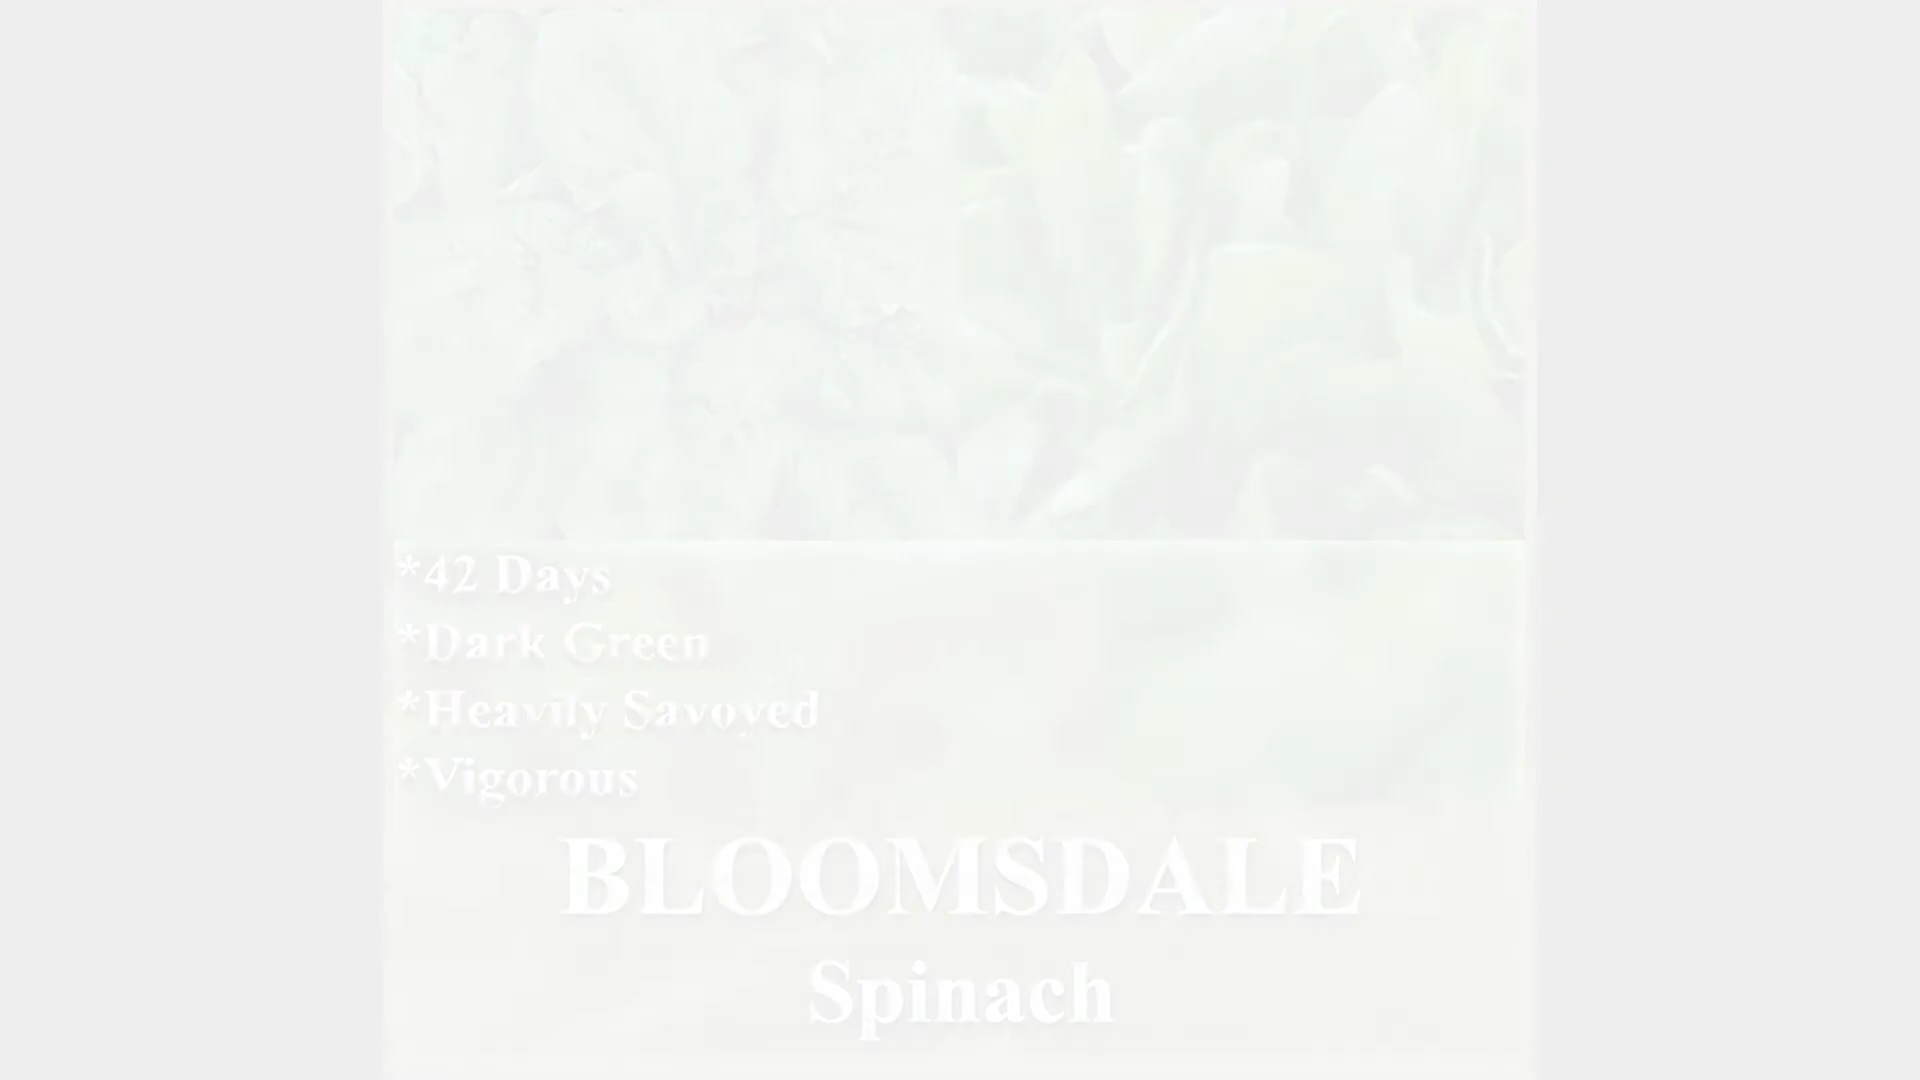 *42 Days
*Dark Green
*Heavily Savoyed
*Vigorous
BLOOMSDALE
Spinach